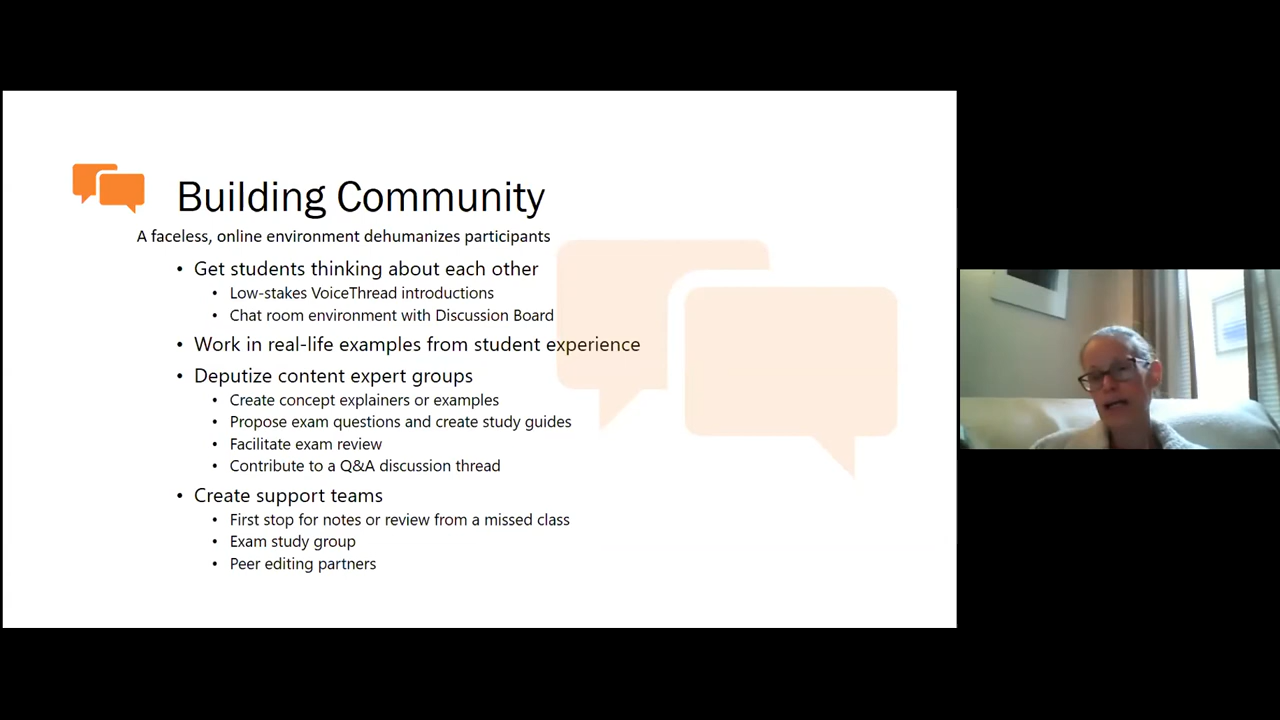 Building Community
A faceless, online environment dehumanizes participants
• Get students thinking about each other
• Low-stakes VoiceThread introductions
• Chat room environment with Discussion Board
• Work in real-life examples from student experience
• Deputize content expert groups
• Create concept explainers or examples
• Propose exam questions and create study guides
• Facilitate exam review
• Contribute to a Q&A discussion thread
• Create support teams
• First stop for notes or review from a missed class
• Exam study group
• Peer editing partners